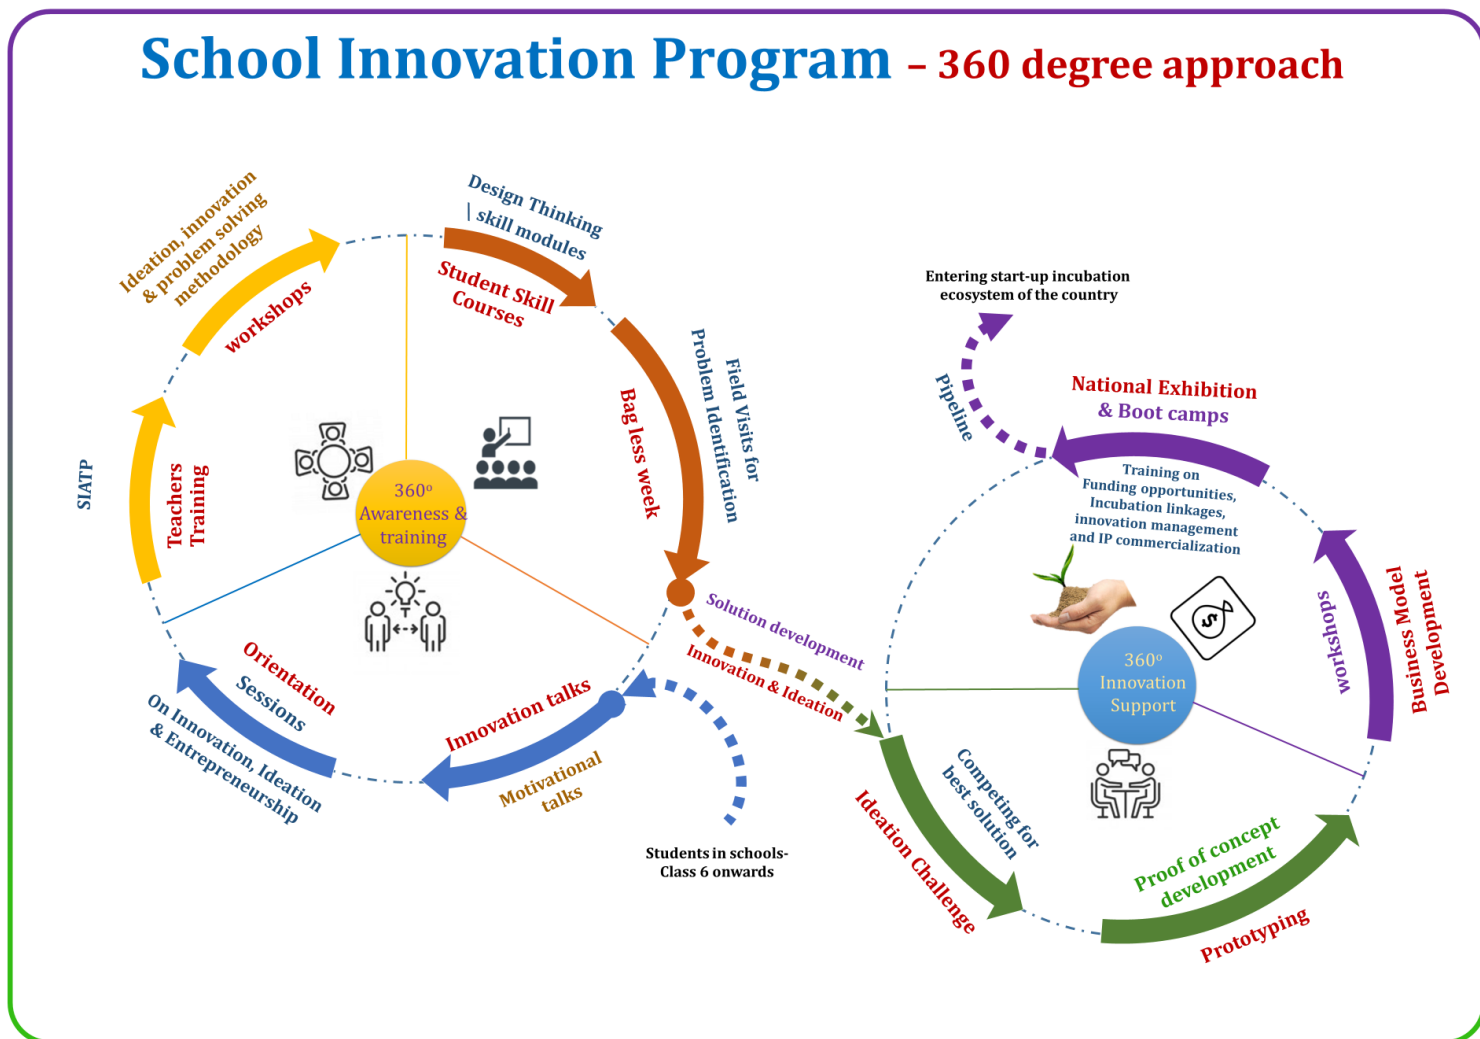 School Innovation Program – 360 degree approach
Ideation, innovation
& problem solving
methodology
workshops
Design Thinking
| skill modules
Student Skill
Courses
Field Visits for
Problem Identification
Bag less week
SIATP
Teachers
Training
360º
Awareness &
training
Orientation
Sessions
On Innovation, Ideation
& Entrepreneurship
Innovation talks
Motivational
talks
Students in schools-
Class 6 onwards
Solution development
Innovation & Ideation
Entering start-up incubation
ecosystem of the country
Pipeline
National Exhibition
& Boot camps
Training on
Funding opportunities,
Incubation linkages,
innovation management
and IP commercialization
workshops
Business Model
Development
$
360º
Innovation
Support
Competing for
best solution
Ideation Challenge
Proof of concept
development
Prototyping